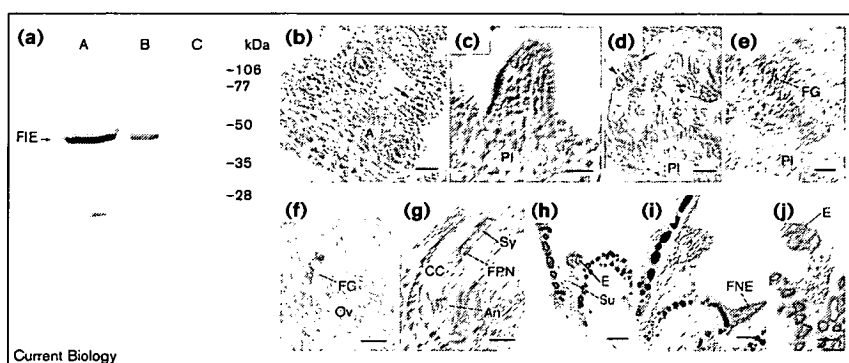 (a) A B C kDa
-106
-77
-50
FIE→
-35
-28
(b) A
(c) Pl
(d) Pl
(e) FG Pl
(f) FG Ov
(g) Sy CC FPN An
(h) E Su
(i) FNE
(j) E
Current Biology